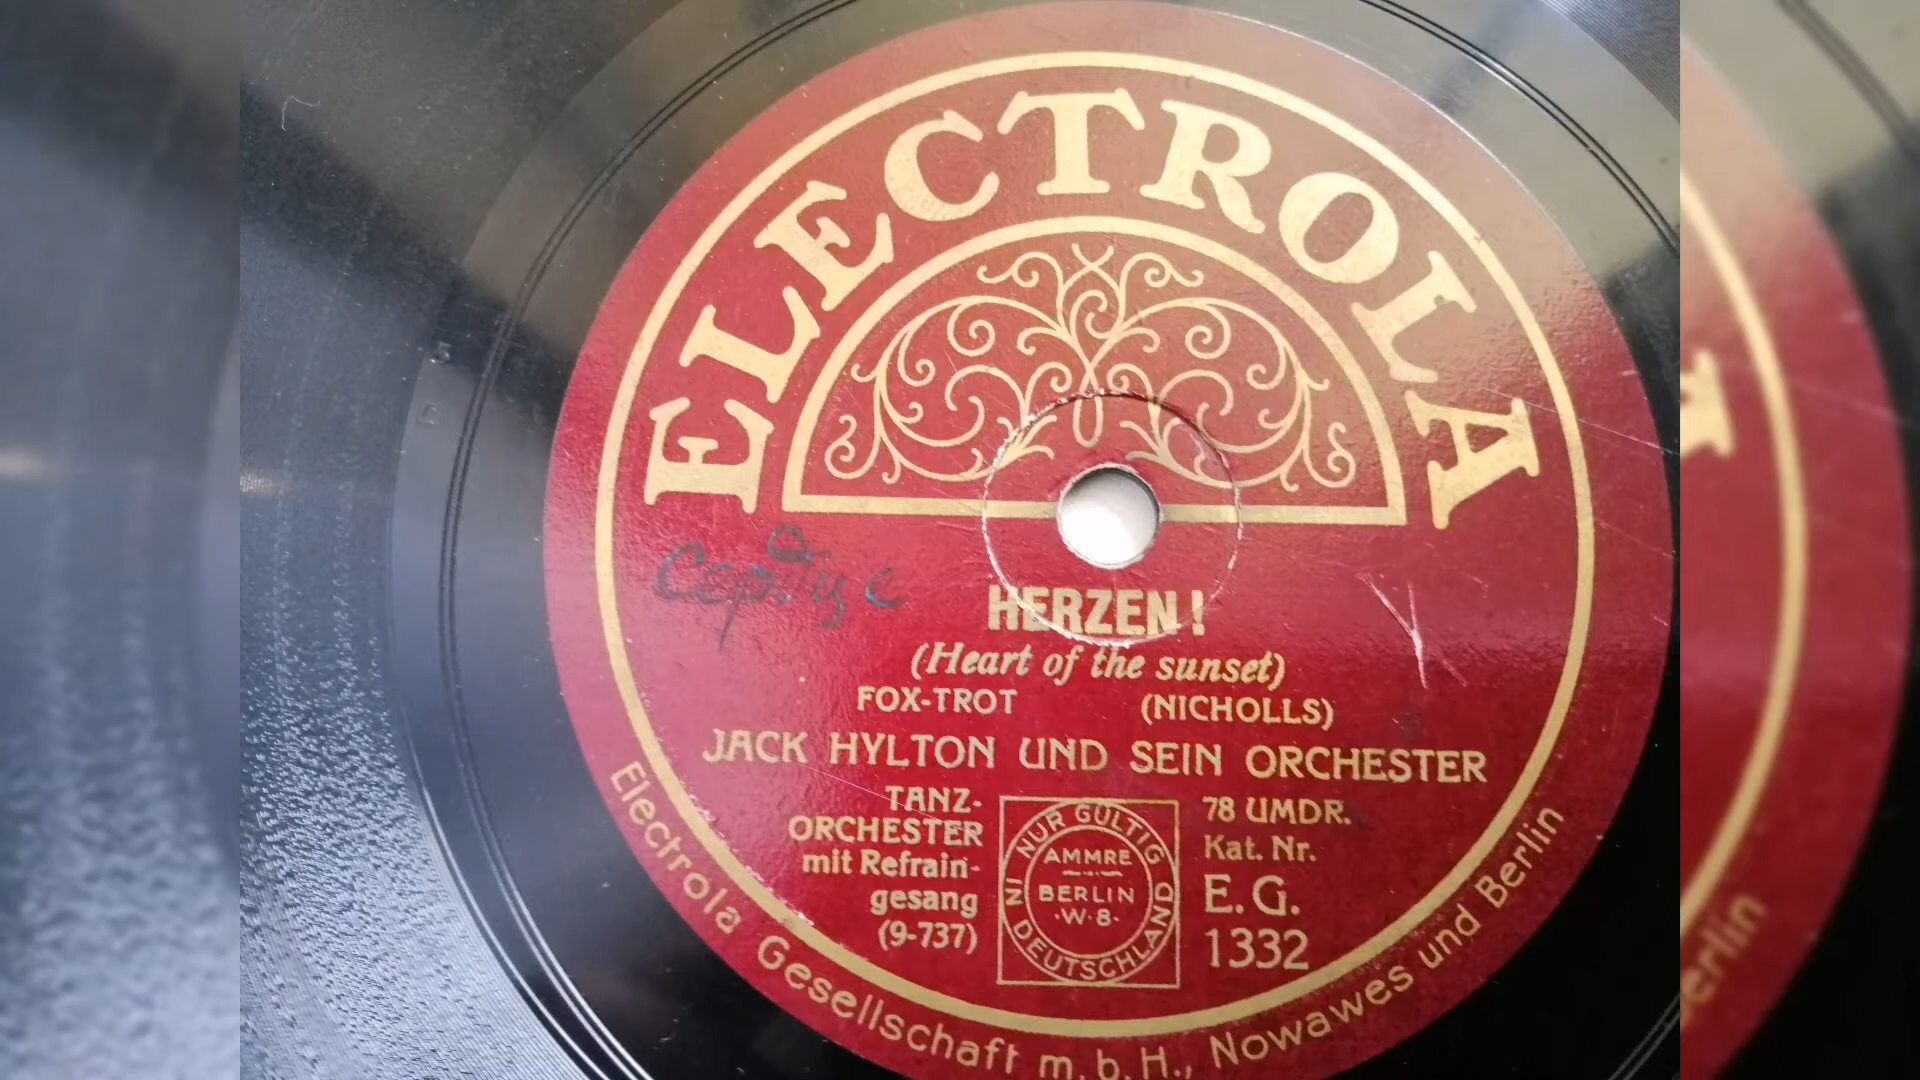 ELECTROLA
Сердце
HERZEN!
(Heart of the sunset)
FOX-TROT (NICHOLLS)
JACK HYLTON UND SEIN ORCHESTER
TANZ-
ORCHESTER
mit Refrain-
gesang
(9-737)
NUR GÜLTIG
IN DEUTSCHLAND
AMMRE
BERLIN
·W·8·
78 UMDR.
Kat. Nr.
E.G.
1332
Electrola Gesellschaft m.b.H., Nowawes und Berlin